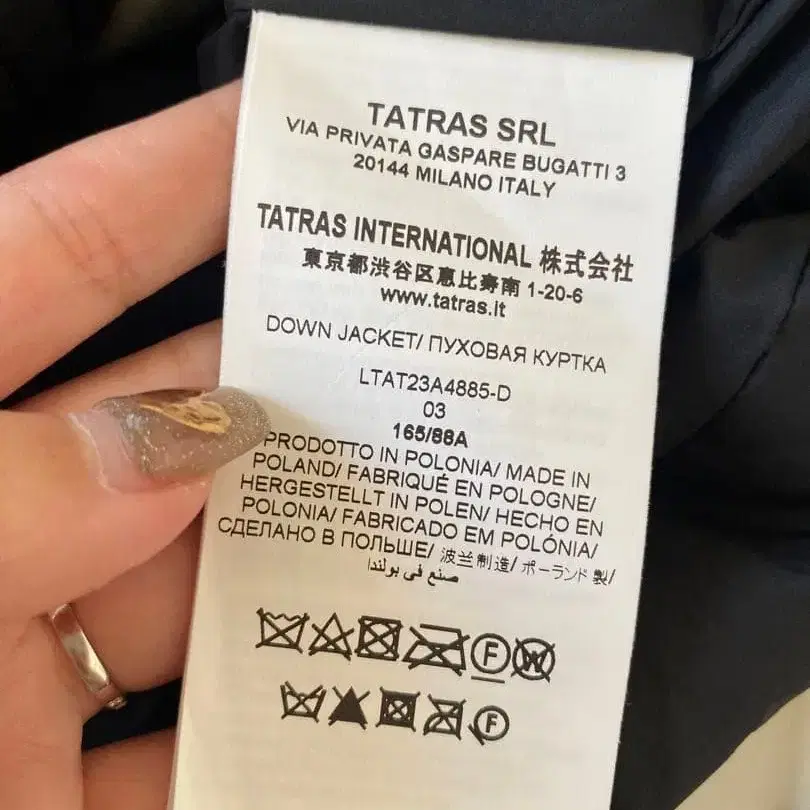 TATRAS SRL
VIA PRIVATA GASPARE BUGATTI 3
20144 MILANO ITALY
TATRAS INTERNATIONAL 株式会社
東京都渋谷区恵比寿南 1-20-6
www.tatras.it
DOWN JACKET/ ПУХОВАЯ КУРТКА
LTAT23A4885-D
03
165/88A
PRODOTTO IN POLONIA/ MADE IN
POLAND/ FABRIQUÉ EN POLOGNE/
HERGESTELLT IN POLEN/ HECHO EN
POLONIA/ FABRICADO EM POLÓNIA/
СДЕЛАНО В ПОЛЬШЕ/ 波兰制造/ ポーランド 製/
صنع في بولندا
F W
F